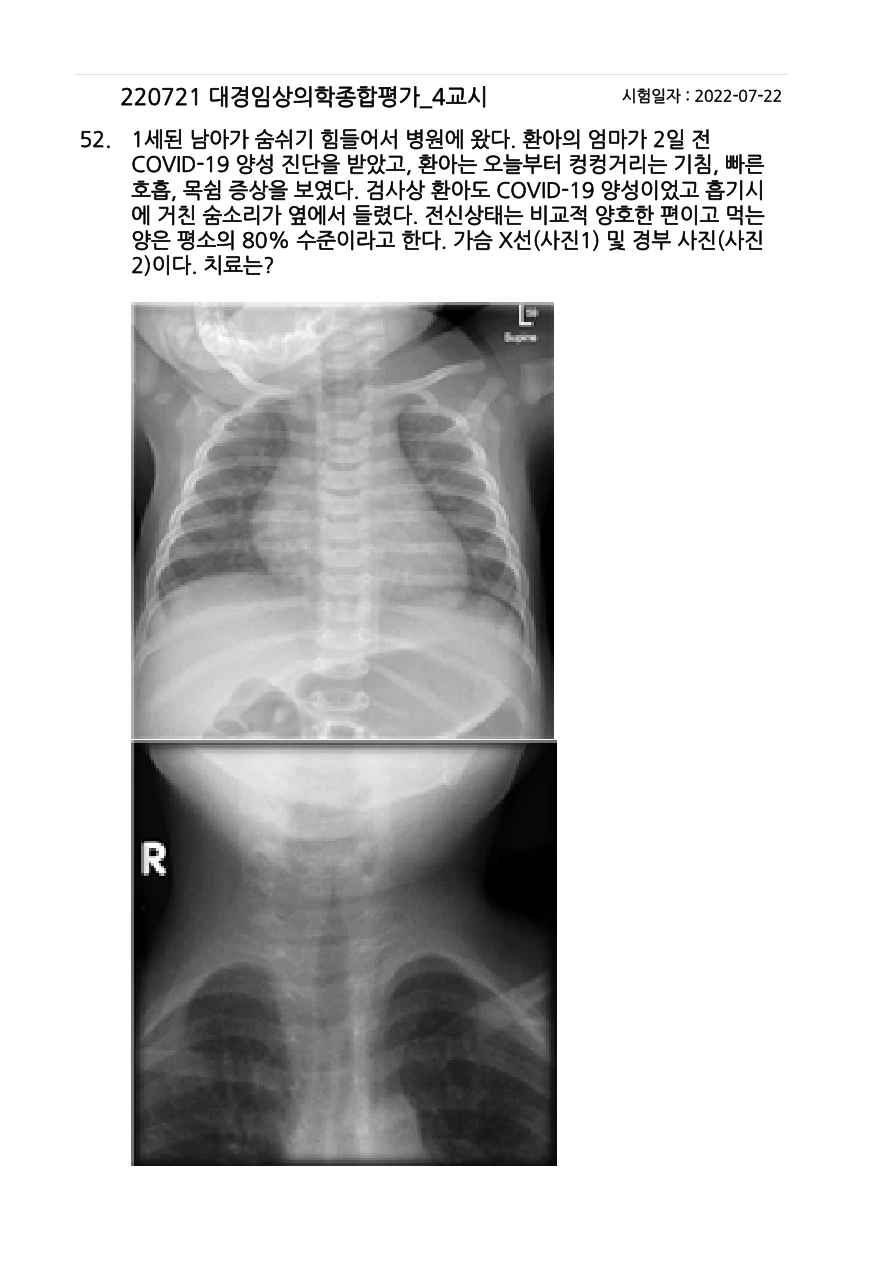 220721 대경임상의학종합평가_4교시
시험일자 : 2022-07-22
52. 1세된 남아가 숨쉬기 힘들어서 병원에 왔다. 환아의 엄마가 2일 전
COVID-19 양성 진단을 받았고, 환아는 오늘부터 컹컹거리는 기침, 빠른
호흡, 목쉼 증상을 보였다. 검사상 환아도 COVID-19 양성이었고 흡기시
에 거친 숨소리가 옆에서 들렸다. 전신상태는 비교적 양호한 편이고 먹는
양은 평소의 80% 수준이라고 한다. 가슴 X선(사진1) 및 경부 사진(사진
2)이다. 치료는?
L
Supine
R